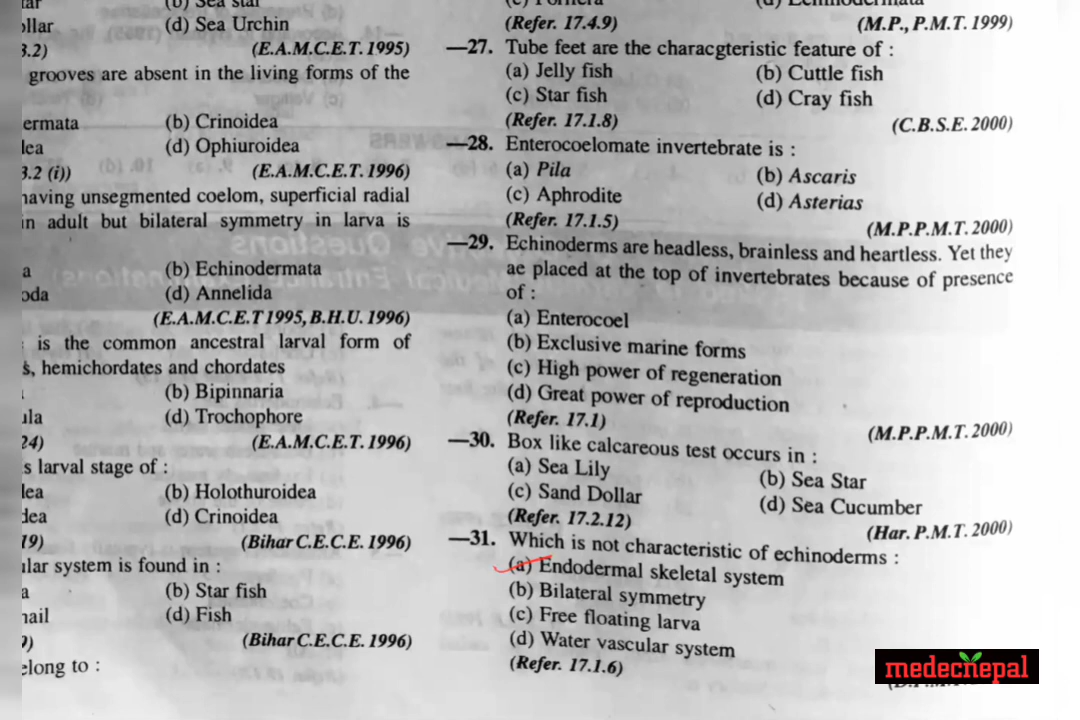 (b) Sea star
ollar (d) Sea Urchin
3.2) (E.A.M.C.E.T. 1995)
grooves are absent in the living forms of the
ermata (b) Crinoidea
lea (d) Ophiuroidea
3.2 (i)) (E.A.M.C.E.T. 1996)
having unsegmented coelom, superficial radial
in adult but bilateral symmetry in larva is
a (b) Echinodermata
oda (d) Annelida
(E.A.M.C.E.T 1995, B.H.U. 1996)
is the common ancestral larval form of
s, hemichordates and chordates
(b) Bipinnaria
ula (d) Trochophore
24) (E.A.M.C.E.T. 1996)
s larval stage of :
lea (b) Holothuroidea
dea (d) Crinoidea
19) (Bihar C.E.C.E. 1996)
ular system is found in :
a (b) Star fish
nail (d) Fish
9) (Bihar C.E.C.E. 1996)
elong to :
(Refer. 17.4.9) (M.P., P.M.T. 1999)
—27. Tube feet are the characgteristic feature of :
(a) Jelly fish (b) Cuttle fish
(c) Star fish (d) Cray fish
(Refer. 17.1.8) (C.B.S.E. 2000)
—28. Enterocoelomate invertebrate is :
(a) Pila (b) Ascaris
(c) Aphrodite (d) Asterias
(Refer. 17.1.5) (M.P.P.M.T. 2000)
—29. Echinoderms are headless, brainless and heartless. Yet they
ae placed at the top of invertebrates because of presence
of :
(a) Enterocoel
(b) Exclusive marine forms
(c) High power of regeneration
(d) Great power of reproduction
(Refer. 17.1) (M.P.P.M.T. 2000)
—30. Box like calcareous test occurs in :
(a) Sea Lily (b) Sea Star
(c) Sand Dollar (d) Sea Cucumber
(Refer. 17.2.12) (Har. P.M.T. 2000)
—31. Which is not characteristic of echinoderms :
(a) Endodermal skeletal system
(b) Bilateral symmetry
(c) Free floating larva
(d) Water vascular system
(Refer. 17.1.6)
medecnepal